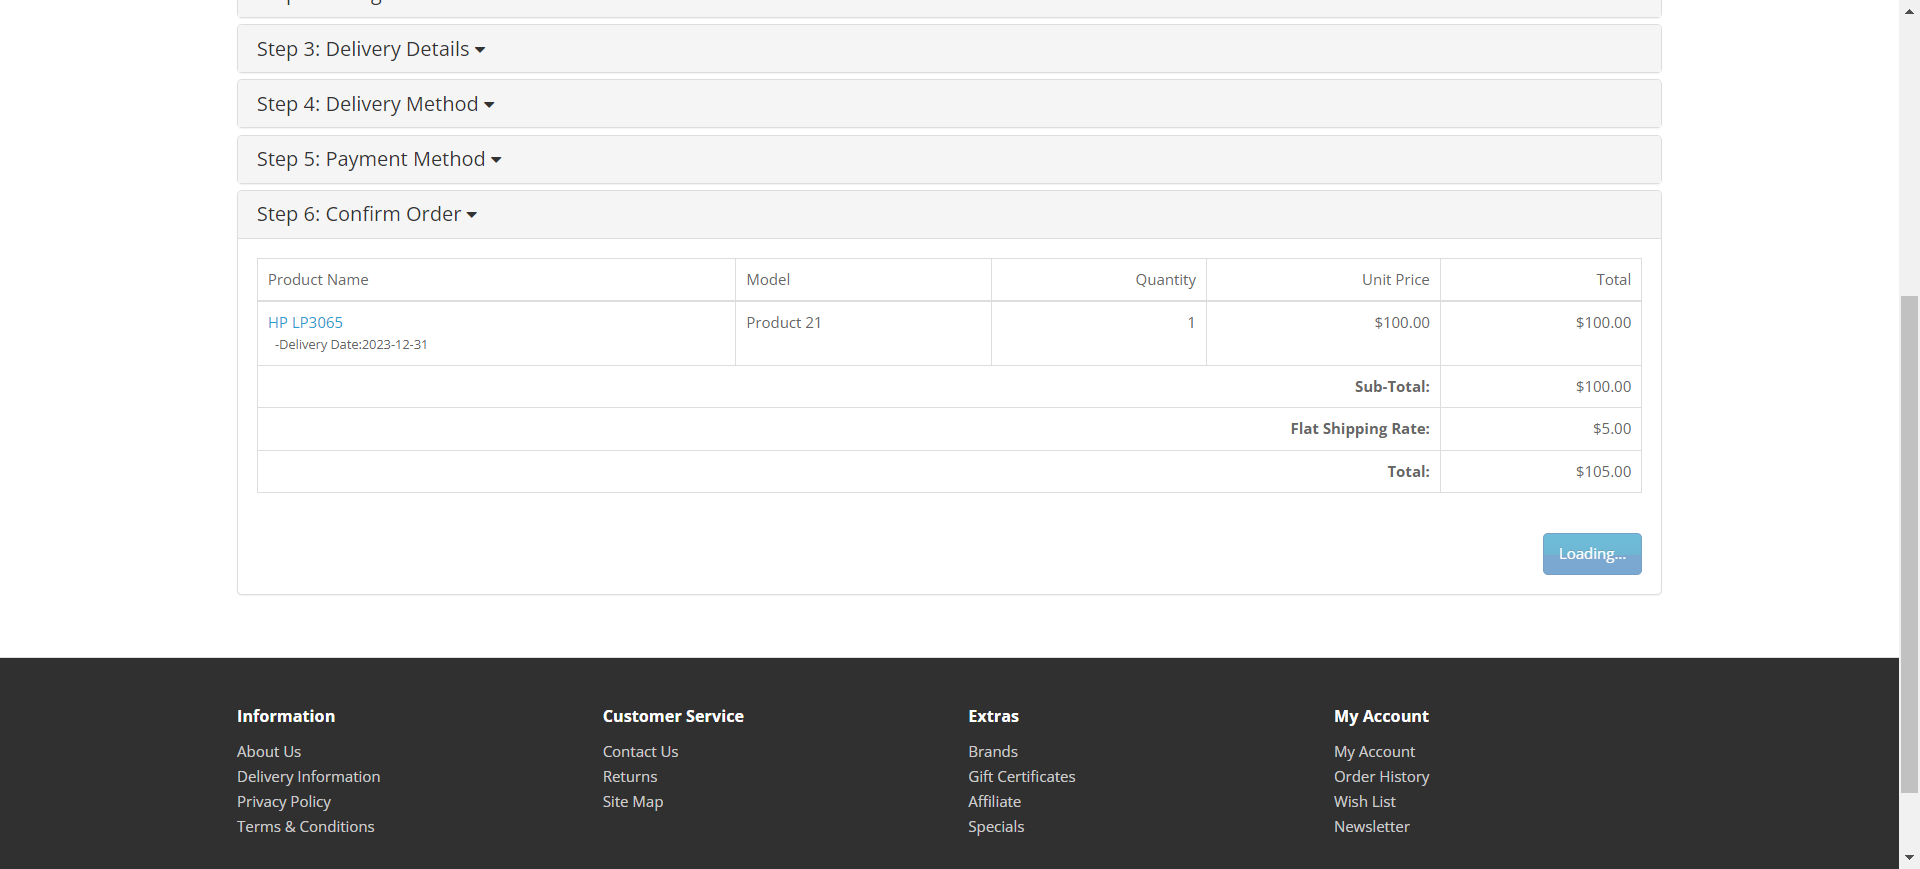 Step 3: Delivery Details
Step 4: Delivery Method
Step 5: Payment Method
Step 6: Confirm Order
Product Name Model Quantity Unit Price Total
HP LP3065 Product 21 1 $100.00 $100.00
-Delivery Date:2023-12-31
Sub-Total: $100.00
Flat Shipping Rate: $5.00
Total: $105.00
Loading...
Information Customer Service Extras My Account
About Us Contact Us Brands My Account
Delivery Information Returns Gift Certificates Order History
Privacy Policy Site Map Affiliate Wish List
Terms & Conditions Specials Newsletter